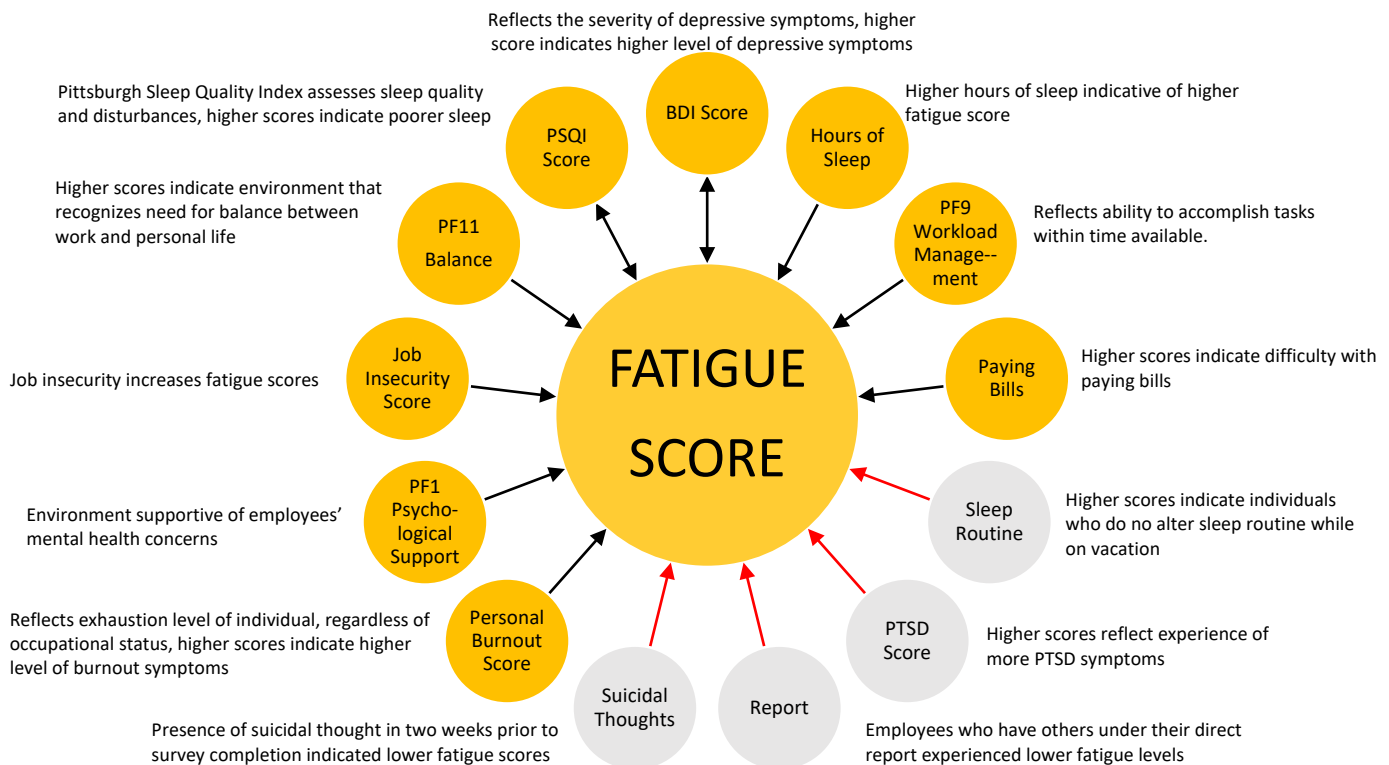 Reflects the severity of depressive symptoms, higher
score indicates higher level of depressive symptoms
BDI Score
Pittsburgh Sleep Quality Index assesses sleep quality
and disturbances, higher scores indicate poorer sleep
PSQI
Score
Higher hours of sleep indicative of higher
fatigue score
Hours of
Sleep
Higher scores indicate environment that
recognizes need for balance between
work and personal life
PF11
Balance
PF9
Workload
Manage--
ment
Reflects ability to accomplish tasks
within time available.
FATIGUE
SCORE
Job insecurity increases fatigue scores
Job
Insecurity
Score
Paying
Bills
Higher scores indicate difficulty with
paying bills
Environment supportive of employees’
mental health concerns
PF1
Psycho-
logical
Support
Sleep
Routine
Higher scores indicate individuals
who do no alter sleep routine while
on vacation
Reflects exhaustion level of individual, regardless of
occupational status, higher scores indicate higher
level of burnout symptoms
Personal
Burnout
Score
PTSD
Score
Higher scores reflect experience of
more PTSD symptoms
Suicidal
Thoughts
Report
Presence of suicidal thought in two weeks prior to
survey completion indicated lower fatigue scores
Employees who have others under their direct
report experienced lower fatigue levels